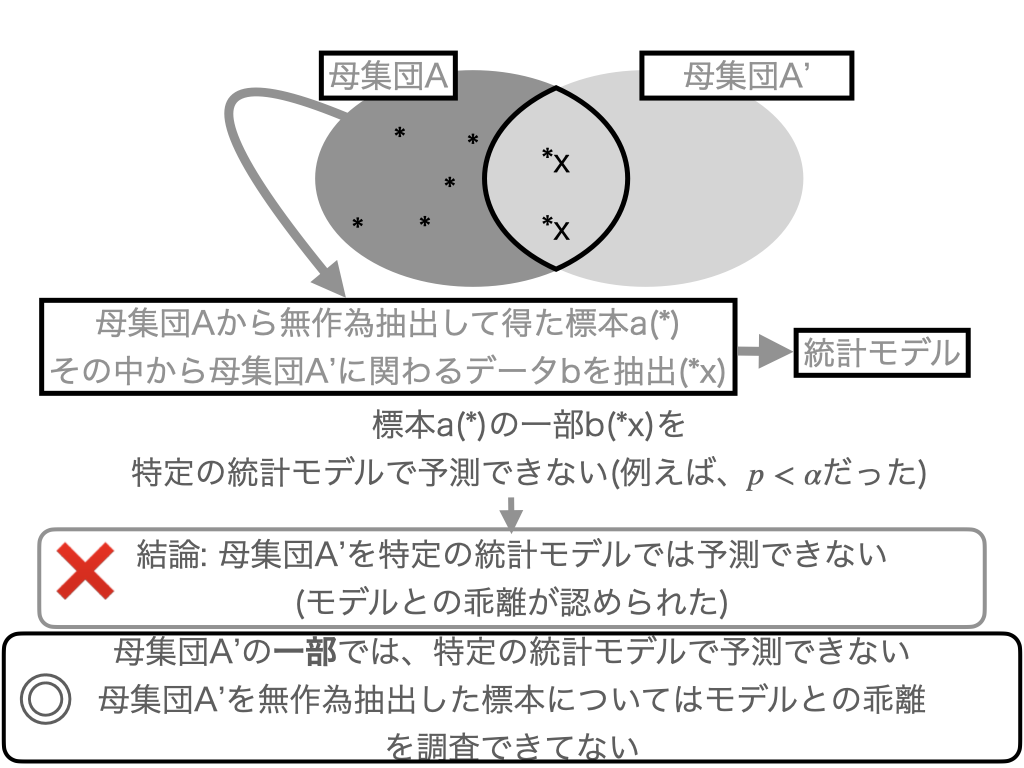 母集団A
母集団A’
*
*
*x
*
*
*
*x
母集団Aから無作為抽出して得た標本a(*)
その中から母集団A’に関わるデータbを抽出(*x)
統計モデル
標本a(*)の一部b(*x)を
特定の統計モデルで予測できない(例えば、p < αだった)
結論: 母集団A’を特定の統計モデルでは予測できない
(モデルとの乖離が認められた)
母集団A’の一部では、特定の統計モデルで予測できない
母集団A’を無作為抽出した標本についてはモデルとの乖離
を調査できてない